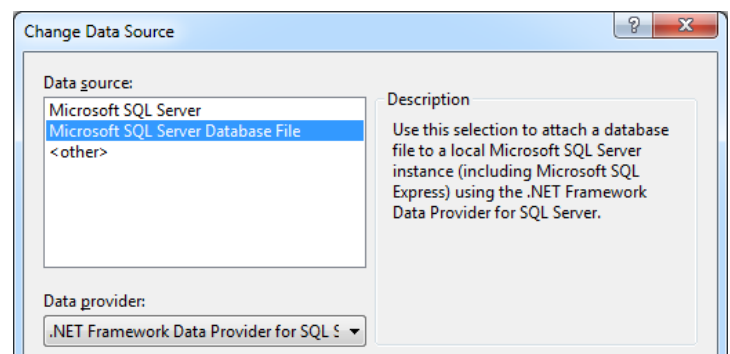 Change Data Source
?
Data source:
Microsoft SQL Server
Microsoft SQL Server Database File
<other>
Description
Use this selection to attach a database
file to a local Microsoft SQL Server
instance (including Microsoft SQL
Express) using the .NET Framework
Data Provider for SQL Server.
Data provider:
.NET Framework Data Provider for SQL